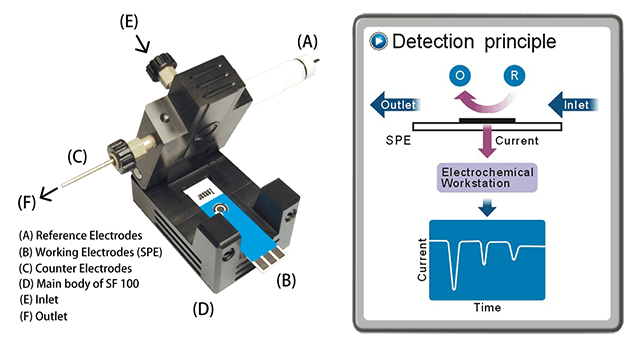 (E)
(A)
(C)
(F)
(B)
(D)
(A) Reference Electrodes
(B) Working Electrodes (SPE)
(C) Counter Electrodes
(D) Main body of SF 100
(E) Inlet
(F) Outlet
Detection principle
O
R
Outlet
Inlet
SPE
Current
Electrochemical
Workstation
Current
Time